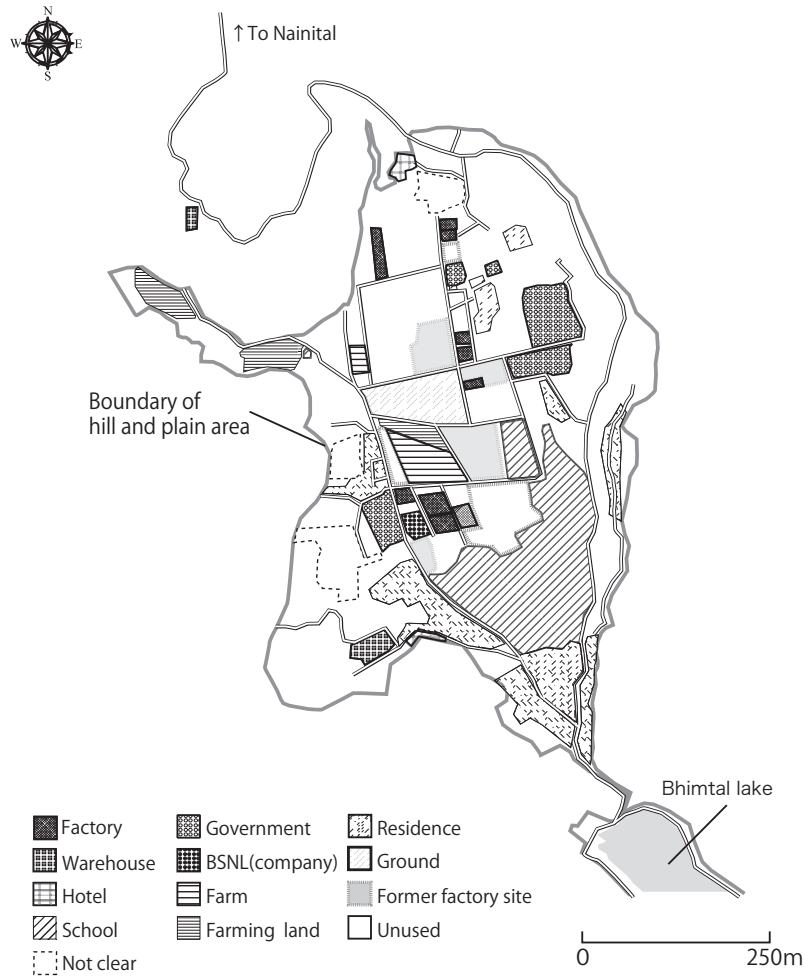 N
W E
S
↑ To Nainital
Boundary of
hill and plain area
Bhimtal lake
Factory
Government
Residence
Warehouse
BSNL(company)
Ground
Hotel
Farm
Former factory site
School
Farming land
Unused
Not clear
0 250m